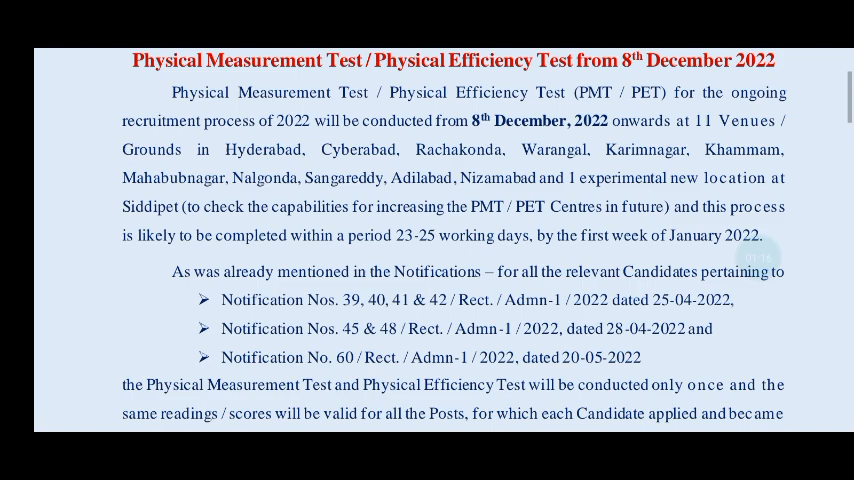 Physical Measurement Test / Physical Efficiency Test from 8th December 2022
Physical Measurement Test / Physical Efficiency Test (PMT / PET) for the ongoing
recruitment process of 2022 will be conducted from 8th December, 2022 onwards at 11 Venues /
Grounds in Hyderabad, Cyberabad, Rachakonda, Warangal, Karimnagar, Khammam,
Mahabubnagar, Nalgonda, Sangareddy, Adilabad, Nizamabad and 1 experimental new location at
Siddipet (to check the capabilities for increasing the PMT / PET Centres in future) and this process
is likely to be completed within a period 23-25 working days, by the first week of January 2022.
01:16
As was already mentioned in the Notifications – for all the relevant Candidates pertaining to
➢ Notification Nos. 39, 40, 41 & 42 / Rect. / Admn-1 / 2022 dated 25-04-2022,
➢ Notification Nos. 45 & 48 / Rect. / Admn-1 / 2022, dated 28-04-2022 and
➢ Notification No. 60 / Rect. / Admn-1 / 2022, dated 20-05-2022
the Physical Measurement Test and Physical Efficiency Test will be conducted only once and the
same readings / scores will be valid for all the Posts, for which each Candidate applied and became